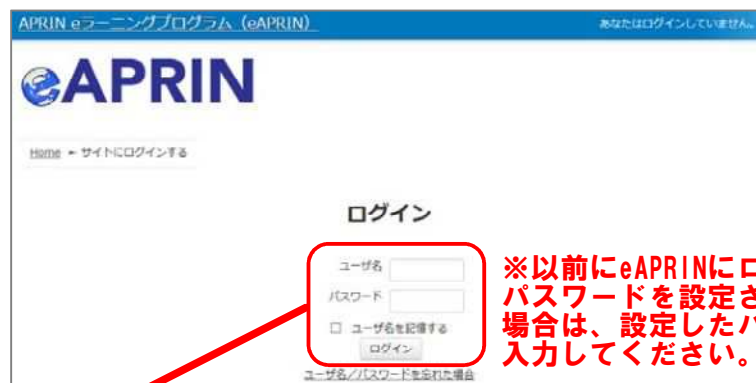 APRIN eラーニングプログラム（eAPRIN）
あなたはログインしていません。
eAPRIN
Home ► サイトにログインする
ログイン
ユーザ名
パスワード
ユーザ名を記憶する
ログイン
ユーザ名／パスワードを忘れた場合
※以前にeAPRINにロ
パスワードを設定さ
場合は、設定したパ
入力してください。